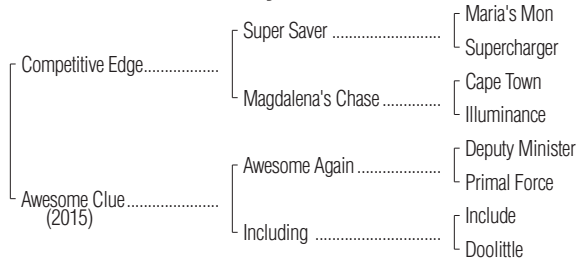 Maria's Mon
Super Saver ........................
Supercharger
Competitive Edge..................
Cape Town
Magdalena's Chase .............
Illuminance
Deputy Minister
Awesome Again ..................
Primal Force
Awesome Clue......................
(2015)
Include
Including ............................
Doolittle